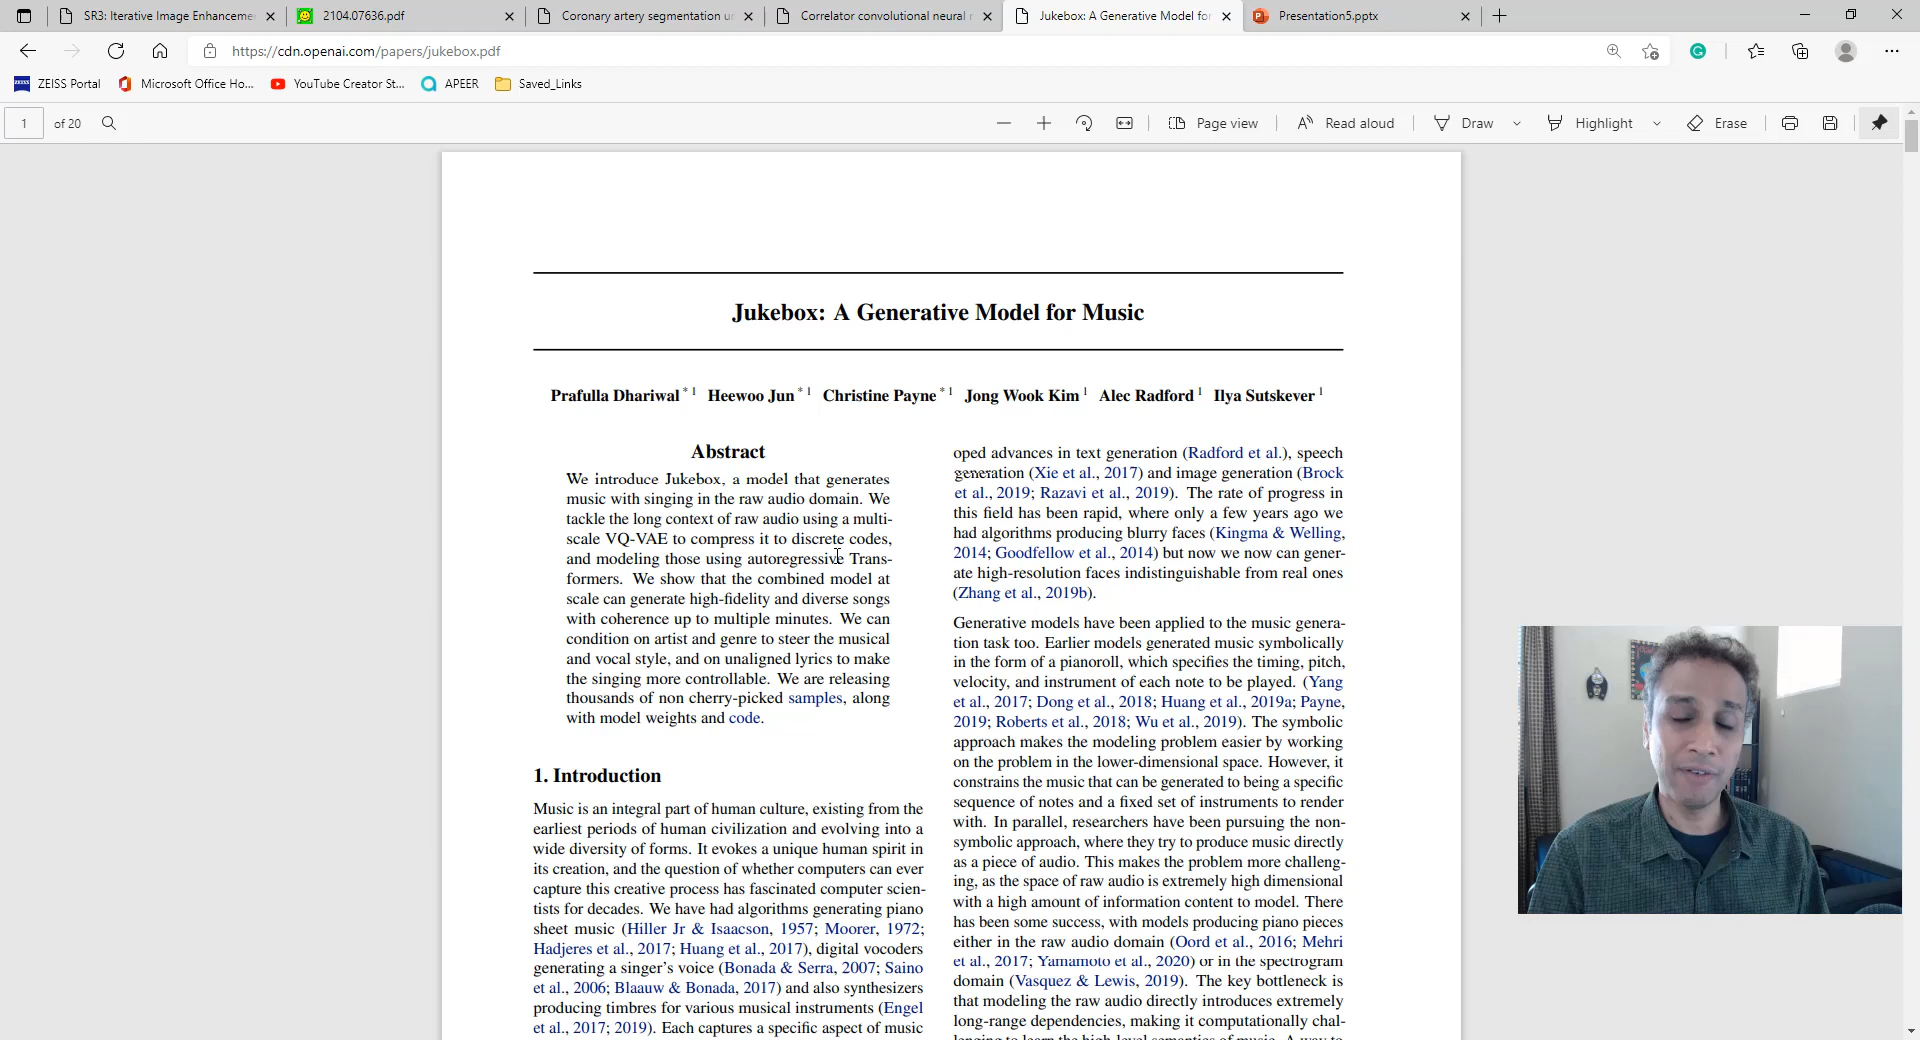 SR3: Iterative Image Enhanceme
2104.07636.pdf
Coronary artery segmentation u
Correlator convolutional neural
Jukebox: A Generative Model for
Presentation5.pptx
https://cdn.openai.com/papers/jukebox.pdf
ZEISS Portal
Microsoft Office Ho...
YouTube Creator St...
APEER
Saved_Links
1 of 20
Page view
Read aloud
Draw
Highlight
Erase
Jukebox: A Generative Model for Music
Prafulla Dhariwal * 1 Heewoo Jun * 1 Christine Payne * 1 Jong Wook Kim 1 Alec Radford 1 Ilya Sutskever 1
Abstract
We introduce Jukebox, a model that generates
music with singing in the raw audio domain. We
tackle the long context of raw audio using a multi-
scale VQ-VAE to compress it to discrete codes,
and modeling those using autoregressive Trans-
formers. We show that the combined model at
scale can generate high-fidelity and diverse songs
with coherence up to multiple minutes. We can
condition on artist and genre to steer the musical
and vocal style, and on unaligned lyrics to make
the singing more controllable. We are releasing
thousands of non cherry-picked samples, along
with model weights and code.
1. Introduction
Music is an integral part of human culture, existing from the
earliest periods of human civilization and evolving into a
wide diversity of forms. It evokes a unique human spirit in
its creation, and the question of whether computers can ever
capture this creative process has fascinated computer scien-
tists for decades. We have had algorithms generating piano
sheet music (Hiller Jr & Isaacson, 1957; Moorer, 1972;
Hadjeres et al., 2017; Huang et al., 2017), digital vocoders
generating a singer's voice (Bonada & Serra, 2007; Saino
et al., 2006; Blaauw & Bonada, 2017) and also synthesizers
producing timbres for various musical instruments (Engel
et al., 2017; 2019). Each captures a specific aspect of music
oped advances in text generation (Radford et al.), speech
generation (Xie et al., 2017) and image generation (Brock
et al., 2019; Razavi et al., 2019). The rate of progress in
this field has been rapid, where only a few years ago we
had algorithms producing blurry faces (Kingma & Welling,
2014; Goodfellow et al., 2014) but now we now can gener-
ate high-resolution faces indistinguishable from real ones
(Zhang et al., 2019b).
Generative models have been applied to the music genera-
tion task too. Earlier models generated music symbolically
in the form of a pianoroll, which specifies the timing, pitch,
velocity, and instrument of each note to be played. (Yang
et al., 2017; Dong et al., 2018; Huang et al., 2019a; Payne,
2019; Roberts et al., 2018; Wu et al., 2019). The symbolic
approach makes the modeling problem easier by working
on the problem in the lower-dimensional space. However, it
constrains the music that can be generated to being a specific
sequence of notes and a fixed set of instruments to render
with. In parallel, researchers have been pursuing the non-
symbolic approach, where they try to produce music directly
as a piece of audio. This makes the problem more challeng-
ing, as the space of raw audio is extremely high dimensional
with a high amount of information content to model. There
has been some success, with models producing piano pieces
either in the raw audio domain (Oord et al., 2016; Mehri
et al., 2017; Yamamoto et al., 2020) or in the spectrogram
domain (Vasquez & Lewis, 2019). The key bottleneck is
that modeling the raw audio directly introduces extremely
long-range dependencies, making it computationally chal-
lenging to learn the high-level semantics of music. A way to